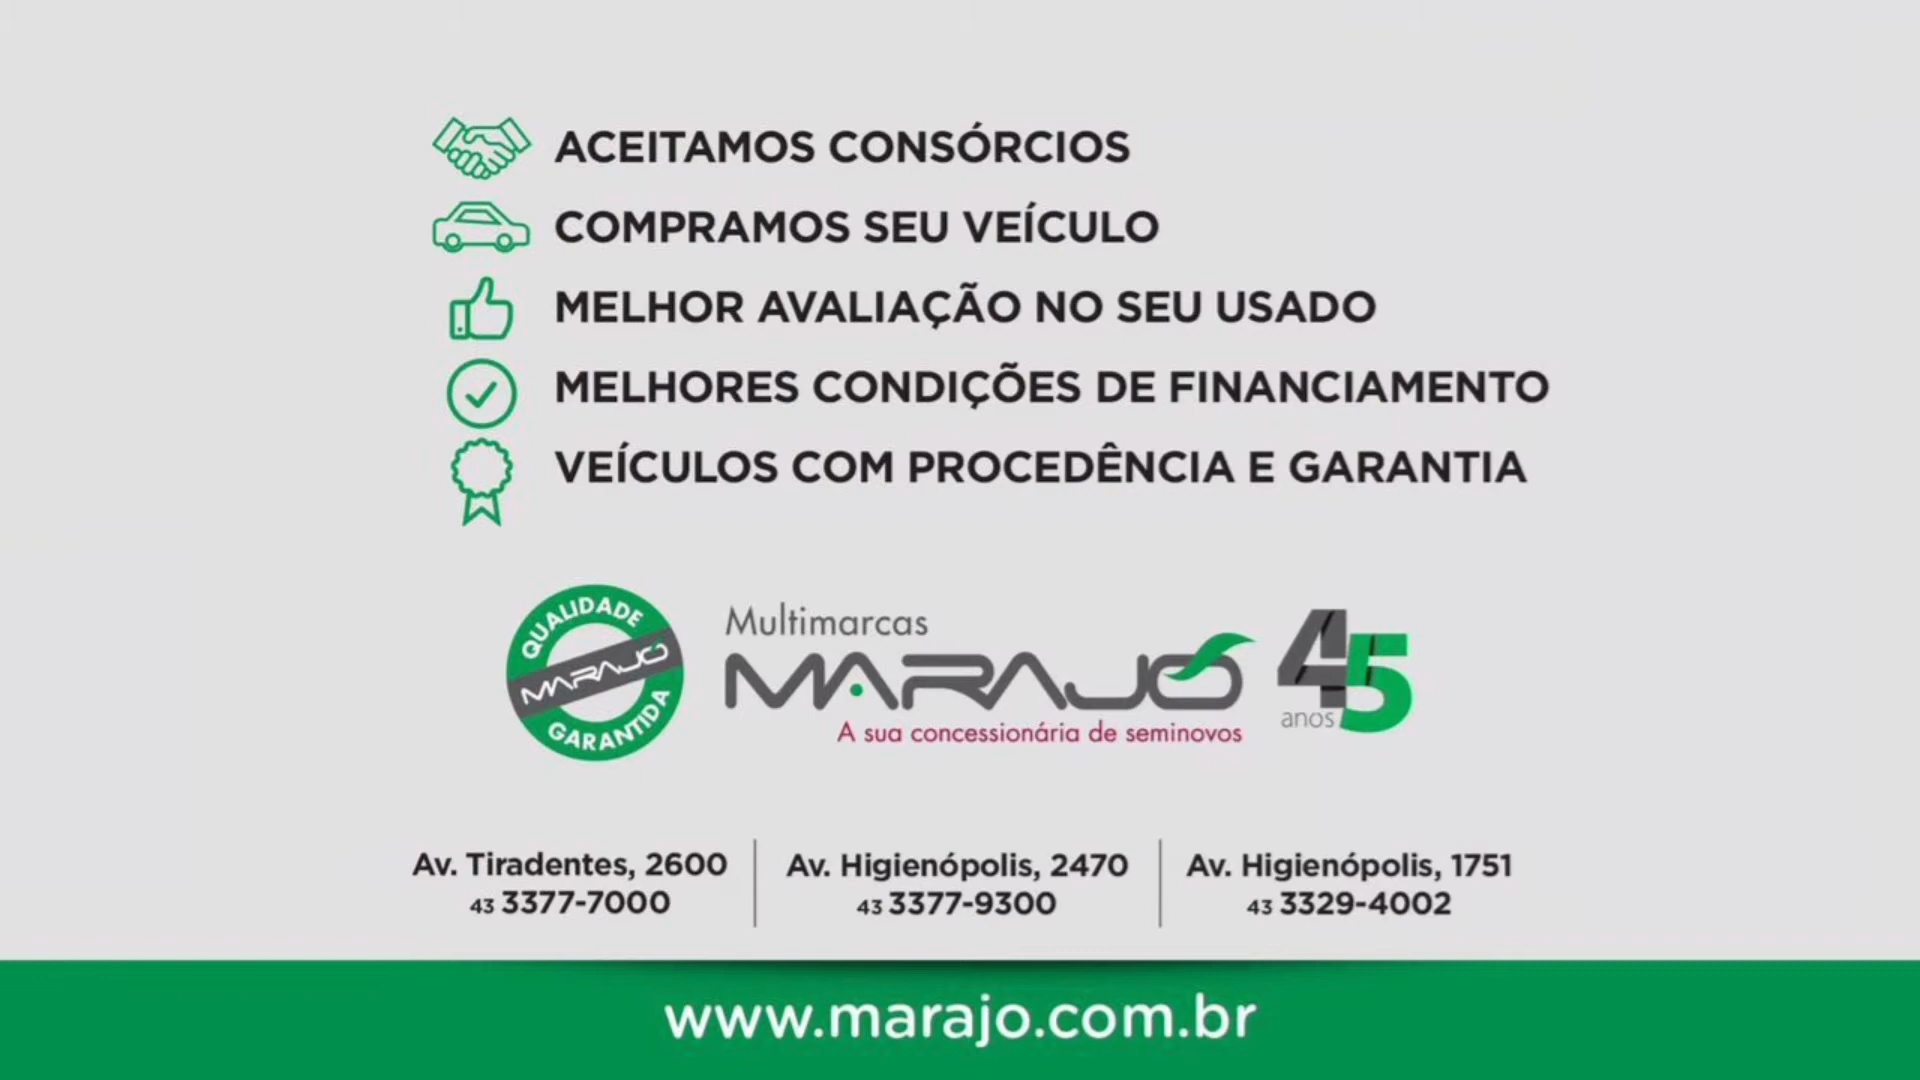 ACEITAMOS CONSÓRCIOS
COMPRAMOS SEU VEÍCULO
MELHOR AVALIAÇÃO NO SEU USADO
MELHORES CONDIÇÕES DE FINANCIAMENTO
VEÍCULOS COM PROCEDÊNCIA E GARANTIA
QUALIDADE
MARAJÓ
GARANTIDA
Multimarcas
MARAJÓ
A sua concessionária de seminovos
45
anos
Av. Tiradentes, 2600
43 3377-7000
Av. Higienópolis, 2470
43 3377-9300
Av. Higienópolis, 1751
43 3329-4002
www.marajo.com.br